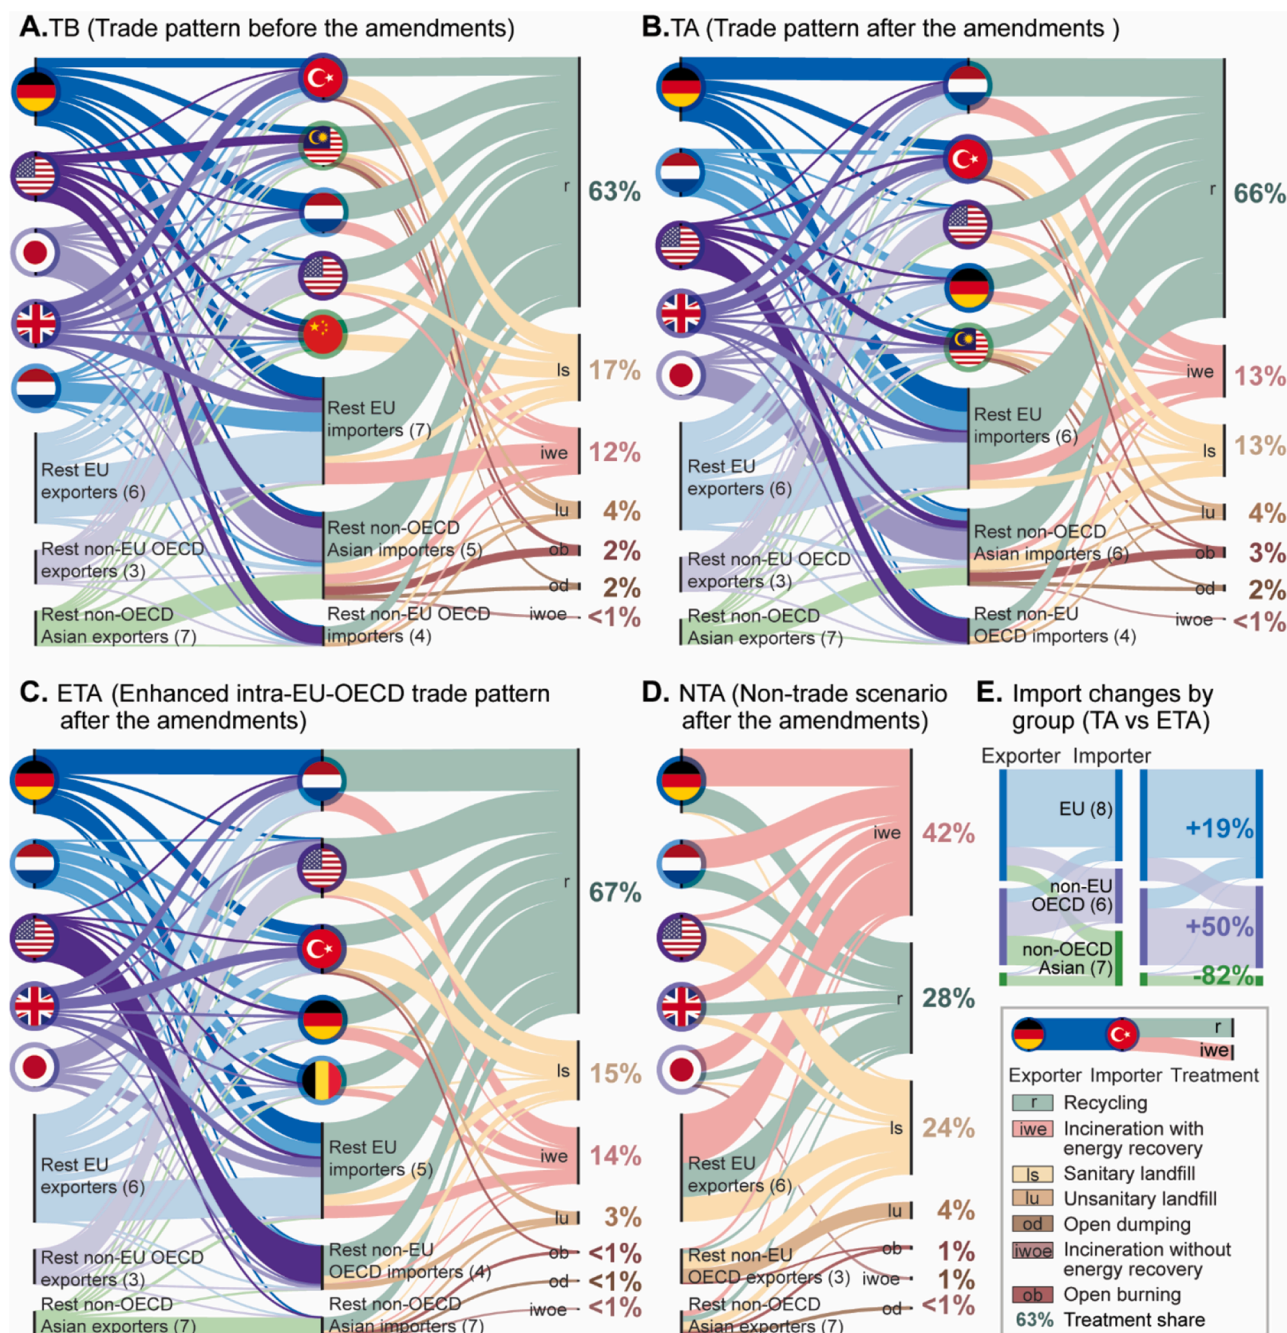 A. TB (Trade pattern before the amendments)
r
63%
ls
17%
iwe
12%
lu
4%
ob
2%
od
2%
iwoe
<1%
Rest EU
exporters (6)
Rest non-EU OECD
exporters (3)
Rest non-OECD
Asian exporters (7)
Rest EU
importers (7)
Rest non-OECD
Asian importers (5)
Rest non-EU OECD
importers (4)
B. TA (Trade pattern after the amendments )
r
66%
iwe
13%
ls
13%
lu
4%
ob
3%
od
2%
iwoe
<1%
Rest EU
exporters (6)
Rest non-EU OECD
exporters (3)
Rest non-OECD
Asian exporters (7)
Rest EU
importers (6)
Rest non-OECD
Asian importers (6)
Rest non-EU
OECD importers (4)
C. ETA (Enhanced intra-EU-OECD trade pattern
after the amendments)
r
67%
ls
15%
iwe
14%
lu
3%
ob
<1%
od
<1%
iwoe
<1%
Rest EU
exporters (6)
Rest non-EU OECD
exporters (3)
Rest non-OECD
Asian exporters (7)
Rest EU
importers (5)
Rest non-EU
OECD importers (4)
Rest non-OECD
Asian importers (7)
D. NTA (Non-trade scenario
after the amendments)
iwe
42%
r
28%
ls
24%
lu
4%
ob
1%
iwoe
1%
od
<1%
Rest EU
exporters (6)
Rest non-EU
OECD exporters (3)
Rest non-OECD
Asian exporters (7)
E. Import changes by
group (TA vs ETA)
Exporter Importer
EU (8)
+19%
non-EU
OECD (6)
+50%
non-OECD
Asian (7)
-82%
r
iwe
Exporter Importer Treatment
r Recycling
iwe Incineration with
energy recovery
ls Sanitary landfill
lu Unsanitary landfill
od Open dumping
iwoe Incineration without
energy recovery
ob Open burning
63% Treatment share